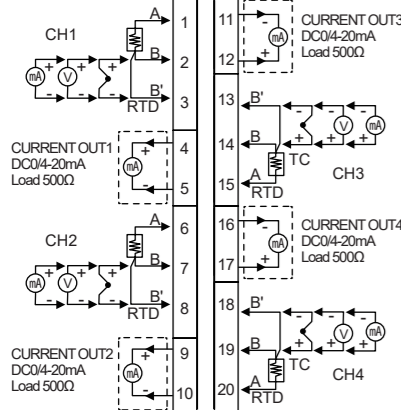 A 1 11 - CURRENT OUT3
CH1 mA DC0/4-20mA
+ + + B 2 12 + Load 500Ω
mA V
- - - B' 3 13 B' - - -
RTD
CURRENT OUT1 + 4 14 B V mA
DC0/4-20mA mA + + +
Load 500Ω - 5 15 A TC CH3
RTD
A 6 16 - CURRENT OUT4
CH2 mA DC0/4-20mA
+ + + B 7 17 + Load 500Ω
mA V
- - - B' 8 18 B' - - -
RTD
CURRENT OUT2 + 9 19 B V mA
DC0/4-20mA mA + + +
Load 500Ω - 10 20 A TC CH4
RTD